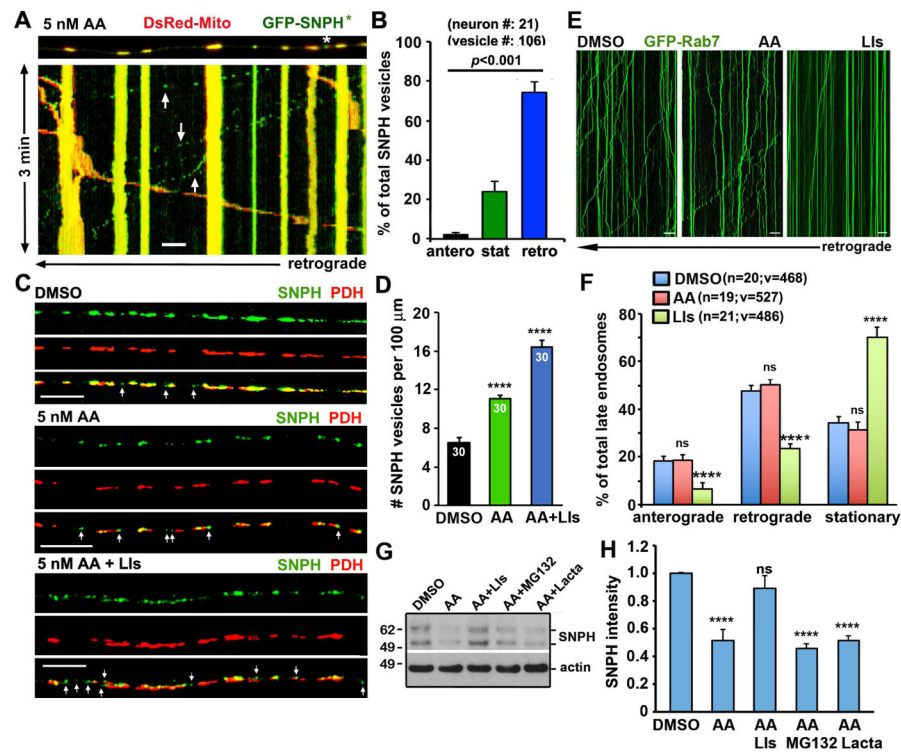 A
5 nM AA DsRed-Mito GFP-SNPH*
*
3 min
retrograde
B
(neuron #: 21)
(vesicle #: 106)
p<0.001
% of total SNPH vesicles
100
80
60
40
20
0
antero stat retro
C
DMSO SNPH PDH
5 nM AA SNPH PDH
5 nM AA + LIs SNPH PDH
D
# SNPH vesicles per 100 µm
20
16
12
8
4
0
****
****
30
30
30
DMSO AA AA+LIs
E
DMSO GFP-Rab7 AA LIs
retrograde
F
DMSO(n=20;v=468)
AA (n=19;v=527)
LIs (n=21;v=486)
% of total late endosomes
80
60
40
20
0
ns
****
ns
****
ns
****
anterograde retrograde stationary
G
DMSO
AA
AA+LIs
AA+MG132
AA+Lacta
62
49
SNPH
49
actin
H
SNPH intensity
1.2
1.0
0.8
0.6
0.4
0.2
0
****
ns
****
****
DMSO AA AA AA AA
LIs MG132 Lacta